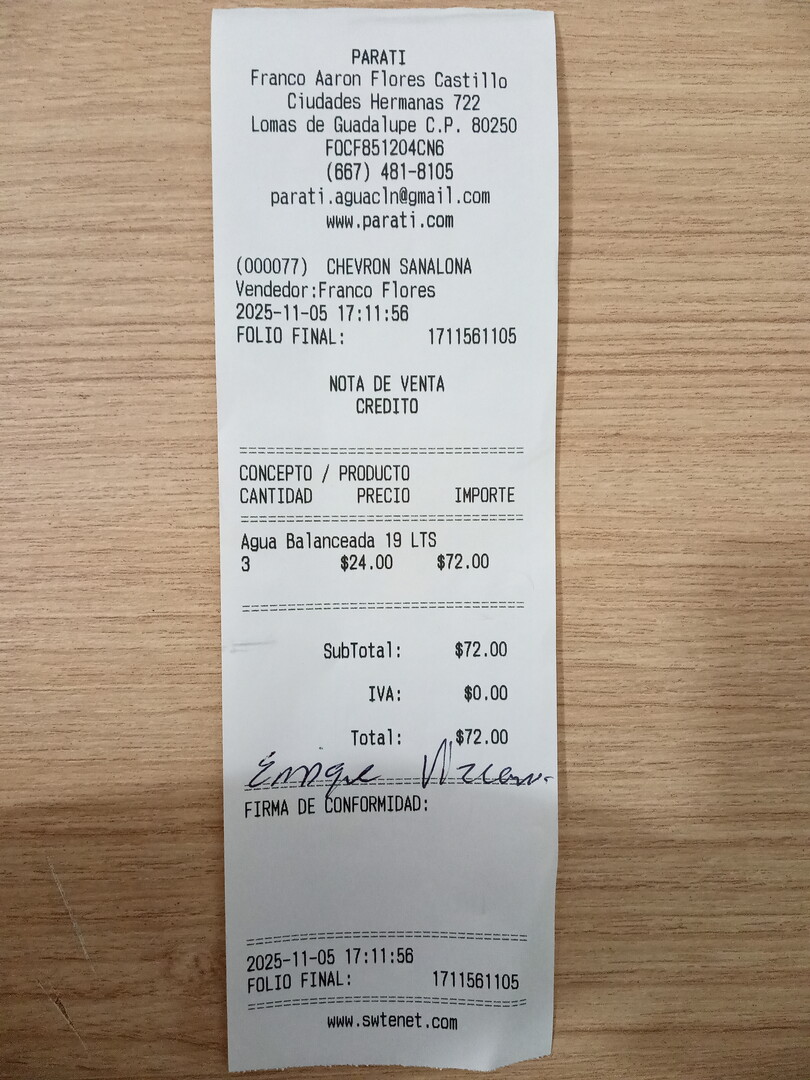 PARATI
Franco Aaron Flores Castillo
Ciudades Hermanas 722
Lomas de Guadalupe C.P. 80250
FOCF851204CN6
(667) 481-8105
parati.aguacln@gmail.com
www.parati.com
(000077) CHEVRON SANALONA
Vendedor:Franco Flores
2025-11-05 17:11:56
FOLIO FINAL: 1711561105
NOTA DE VENTA
CREDITO
==================================
CONCEPTO / PRODUCTO
CANTIDAD PRECIO IMPORTE
==================================
Agua Balanceada 19 LTS
3 $24.00 $72.00
==================================
SubTotal: $72.00
IVA: $0.00
Total: $72.00
Enrique
FIRMA DE CONFORMIDAD:
==================================
2025-11-05 17:11:56
FOLIO FINAL: 1711561105
==================================
www.swtenet.com